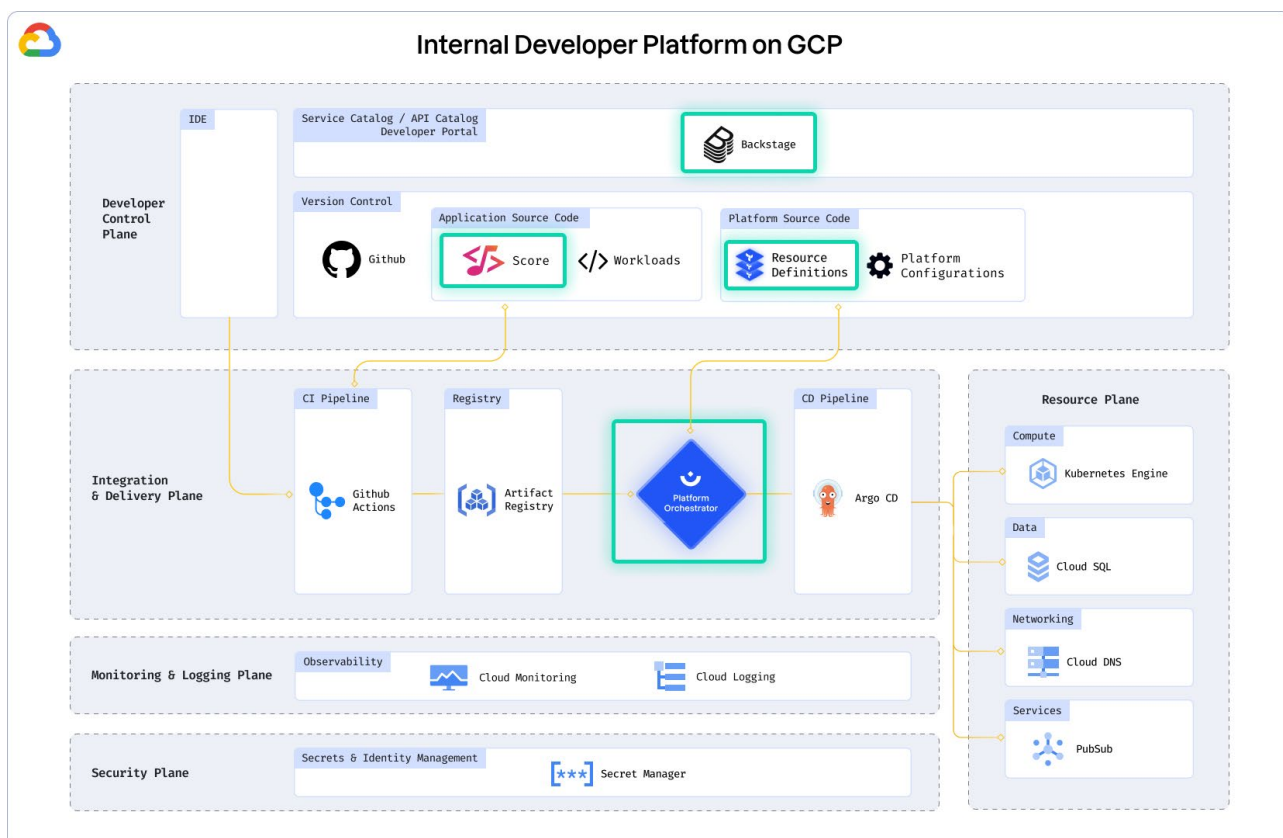 Internal Developer Platform on GCP
Developer
Control
Plane
IDE
Service Catalog / API Catalog
Developer Portal
Backstage
Version Control
Github
Application Source Code
Score
</> Workloads
Platform Source Code
Resource
Definitions
Platform
Configurations
Integration
& Delivery Plane
CI Pipeline
Github
Actions
Registry
Artifact
Registry
Platform
Orchestrator
CD Pipeline
Argo CD
Resource Plane
Compute
Kubernetes Engine
Data
Cloud SQL
Networking
Cloud DNS
Services
PubSub
Monitoring & Logging Plane
Observability
Cloud Monitoring
Cloud Logging
Security Plane
Secrets & Identity Management
[***] Secret Manager